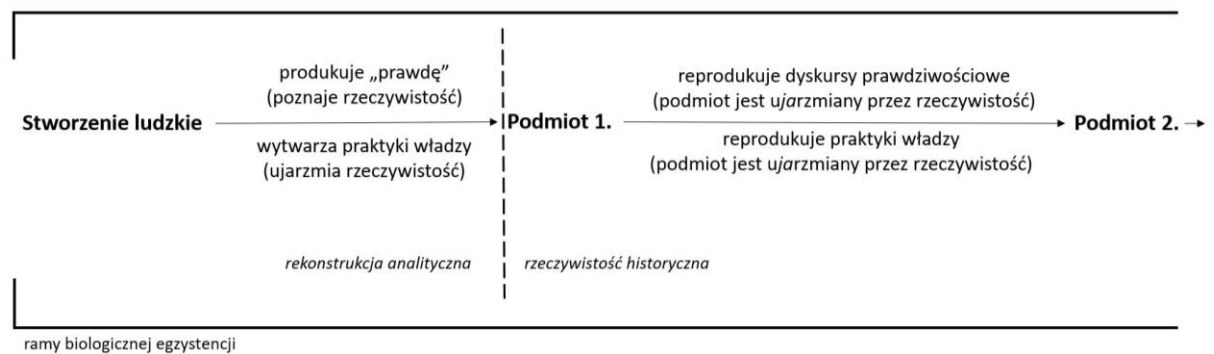 produkuje „prawdę”
(poznaje rzeczywistość)
Stworzenie ludzkie
wytwarza praktyki władzy
(ujarzmia rzeczywistość)
Podmiot 1.
reprodukuje dyskursy prawdziwościowe
(podmiot jest ujarzmiany przez rzeczywistość)
reprodukuje praktyki władzy
(podmiot jest ujarzmiany przez rzeczywistość)
Podmiot 2.
rekonstrukcja analityczna
rzeczywistość historyczna
ramy biologicznej egzystencji